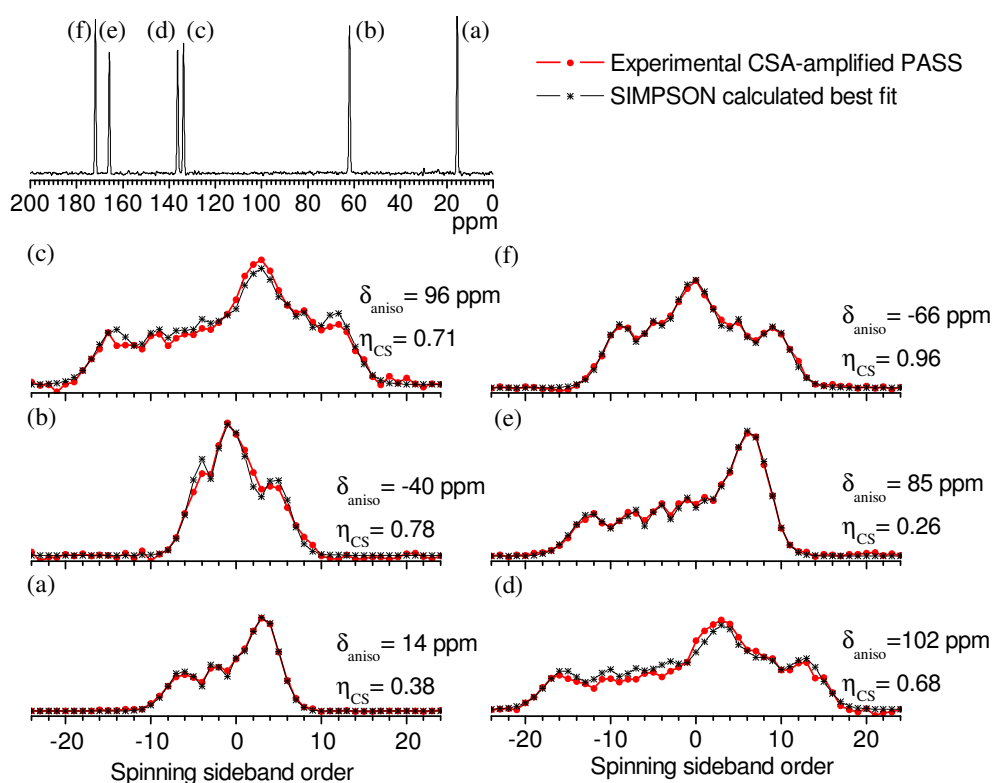 (f) (e) (d) (c) (b) (a)
Experimental CSA-amplified PASS
SIMPSON calculated best fit
200 180 160 140 120 100 80 60 40 20 0
ppm
(c)
δaniso = 96 ppm
ηCS = 0.71
(f)
δaniso = -66 ppm
ηCS = 0.96
(b)
δaniso = -40 ppm
ηCS = 0.78
(e)
δaniso = 85 ppm
ηCS = 0.26
(a)
δaniso = 14 ppm
ηCS = 0.38
(d)
δaniso = 102 ppm
ηCS = 0.68
-20 -10 0 10 20
Spinning sideband order
-20 -10 0 10 20
Spinning sideband order